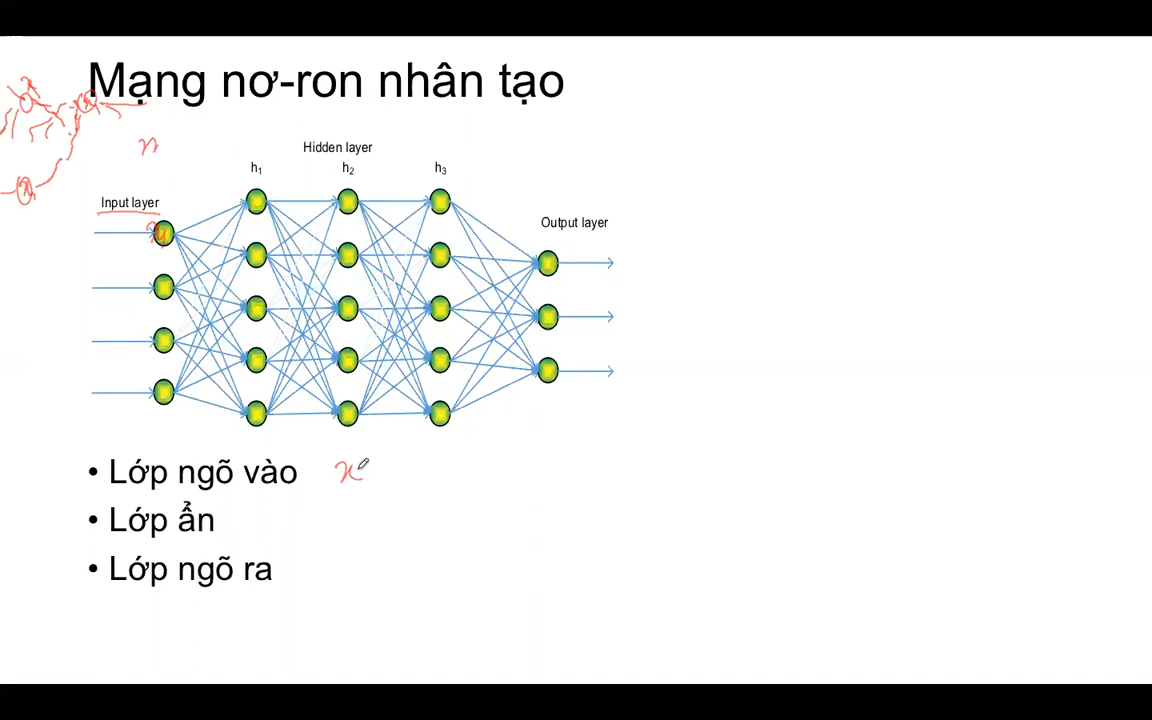 Mạng nơ-ron nhân tạo
n
Hidden layer
h1 h2 h3
Input layer
Output layer
• Lớp ngõ vào x
• Lớp ẩn
• Lớp ngõ ra